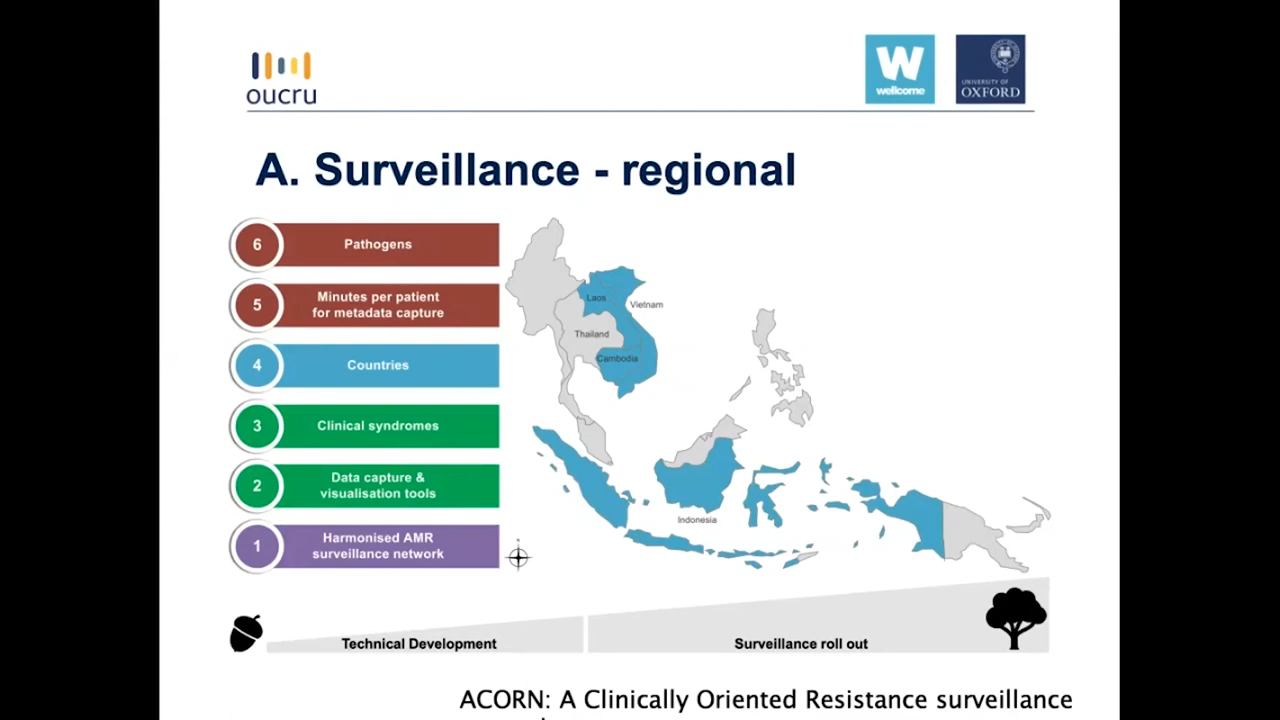 oucru
W
wellcome
UNIVERSITY OF
OXFORD
A. Surveillance - regional
6
Pathogens
5
Minutes per patient
for metadata capture
4
Countries
3
Clinical syndromes
2
Data capture &
visualisation tools
1
Harmonised AMR
surveillance network
Laos
Vietnam
Thailand
Cambodia
Indonesia
Technical Development
Surveillance roll out
ACORN: A Clinically Oriented Resistance surveillance